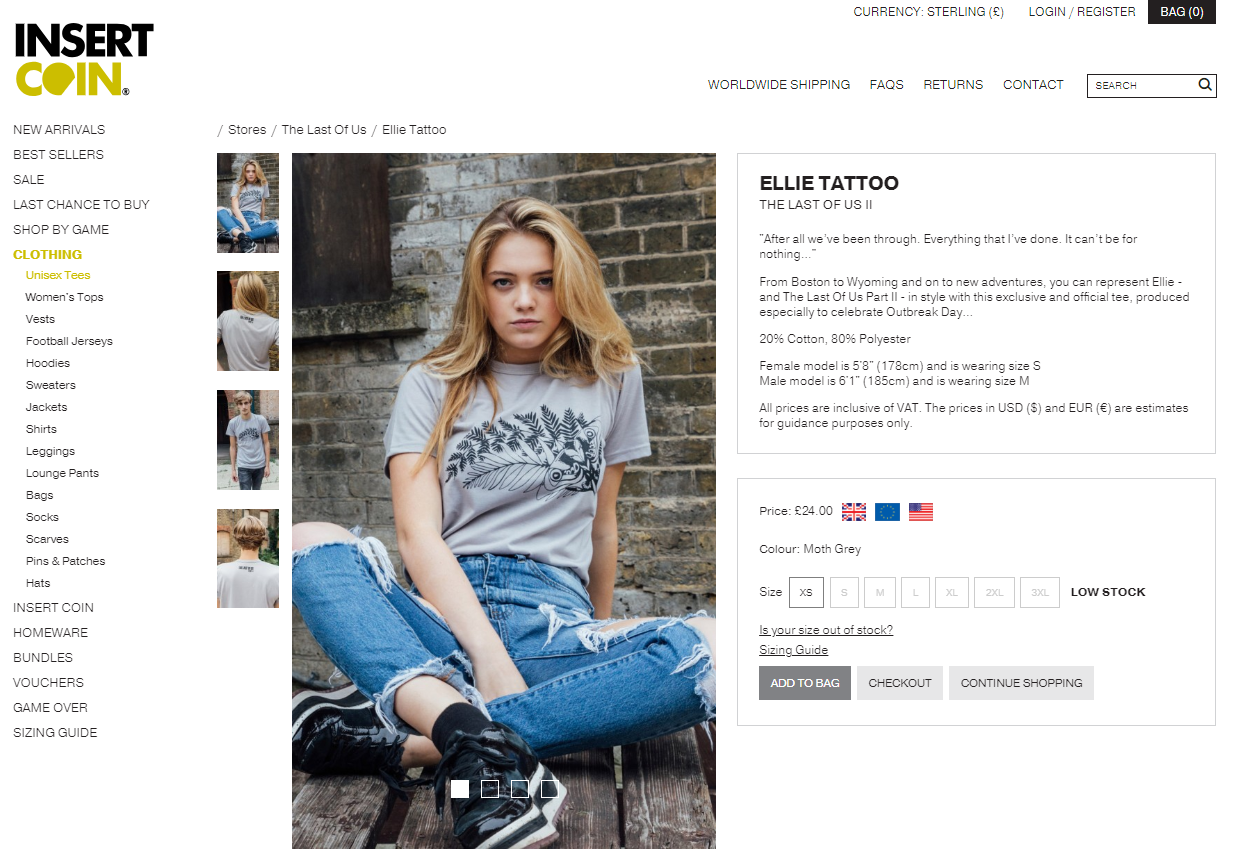 CURRENCY: STERLING (£) LOGIN / REGISTER BAG (0)
INSERT
COIN®
WORLDWIDE SHIPPING FAQS RETURNS CONTACT SEARCH
NEW ARRIVALS
BEST SELLERS
SALE
LAST CHANCE TO BUY
SHOP BY GAME
CLOTHING
Unisex Tees
Women's Tops
Vests
Football Jerseys
Hoodies
Sweaters
Jackets
Shirts
Leggings
Lounge Pants
Bags
Socks
Scarves
Pins & Patches
Hats
INSERT COIN
HOMEWARE
BUNDLES
VOUCHERS
GAME OVER
SIZING GUIDE
/ Stores / The Last Of Us / Ellie Tattoo
ELLIE TATTOO
THE LAST OF US II
"After all we've been through. Everything that I've done. It can't be for
nothing..."
From Boston to Wyoming and on to new adventures, you can represent Ellie -
and The Last Of Us Part II - in style with this exclusive and official tee, produced
especially to celebrate Outbreak Day...
20% Cotton, 80% Polyester
Female model is 5'8" (178cm) and is wearing size S
Male model is 6'1" (185cm) and is wearing size M
All prices are inclusive of VAT. The prices in USD ($) and EUR (€) are estimates
for guidance purposes only.
Price: £24.00
Colour: Moth Grey
Size XS S M L XL 2XL 3XL LOW STOCK
Is your size out of stock?
Sizing Guide
ADD TO BAG CHECKOUT CONTINUE SHOPPING